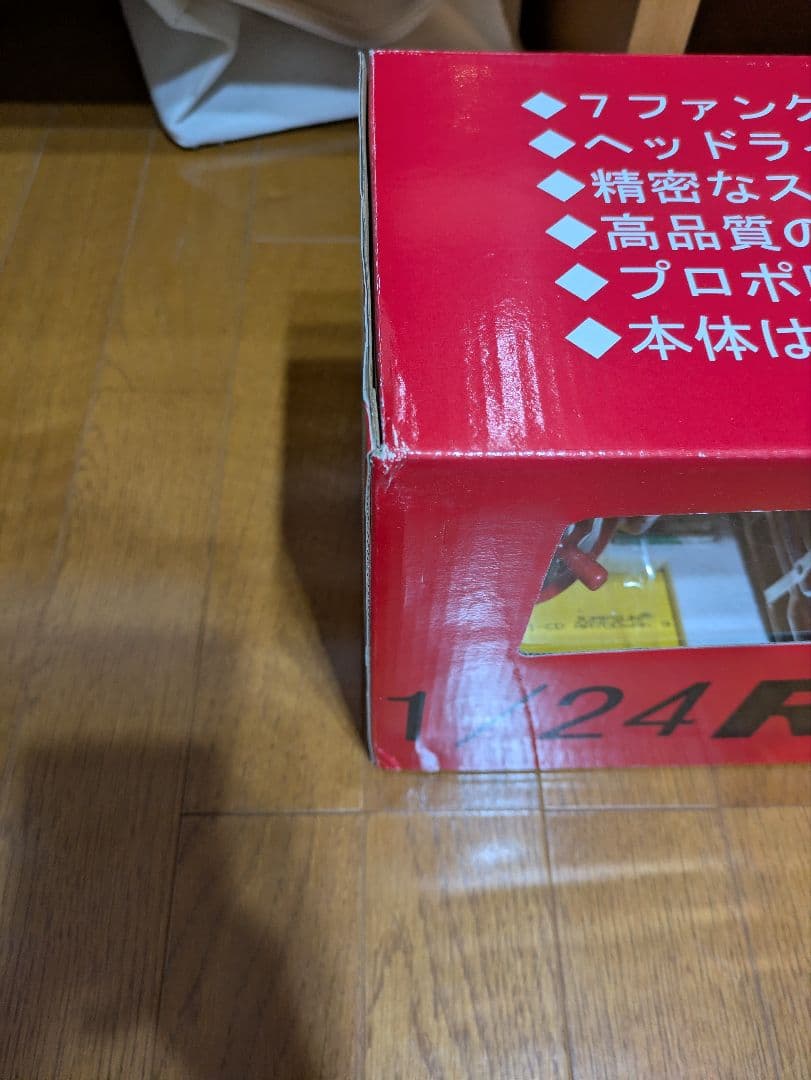 ◆7ファンク
◆ヘッドライ
◆精密なス
◆高品質の
◆プロポ
◆本体は
1/24 R